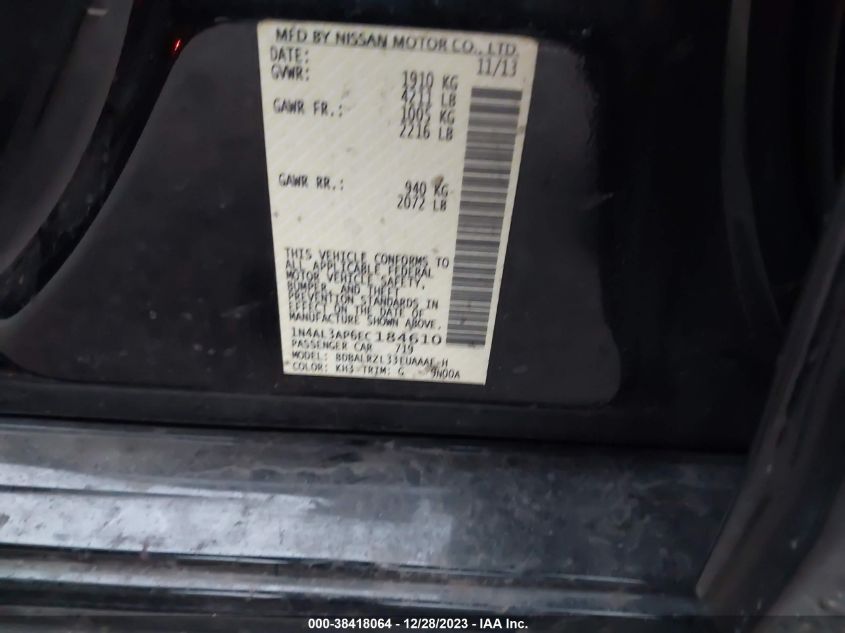 MFD BY NISSAN MOTOR CO., LTD.
DATE: 11/13
GVWR: 1910 KG
4211 LB
GAWR FR.: 1005 KG
2216 LB
GAWR RR.: 940 KG
2072 LB
THIS VEHICLE CONFORMS TO
ALL APPLICABLE FEDERAL
MOTOR VEHICLE SAFETY,
BUMPER, AND THEFT
PREVENTION STANDARDS IN
EFFECT ON THE DATE OF
MANUFACTURE SHOWN ABOVE.
1N4AL3AP6EC184610
PASSENGER CAR 719
MODEL: BDBALRZL33EUAAAE-H
COLOR: KH3 TRIM: G 9N00A
000-38418064 - 12/28/2023 - IAA Inc.